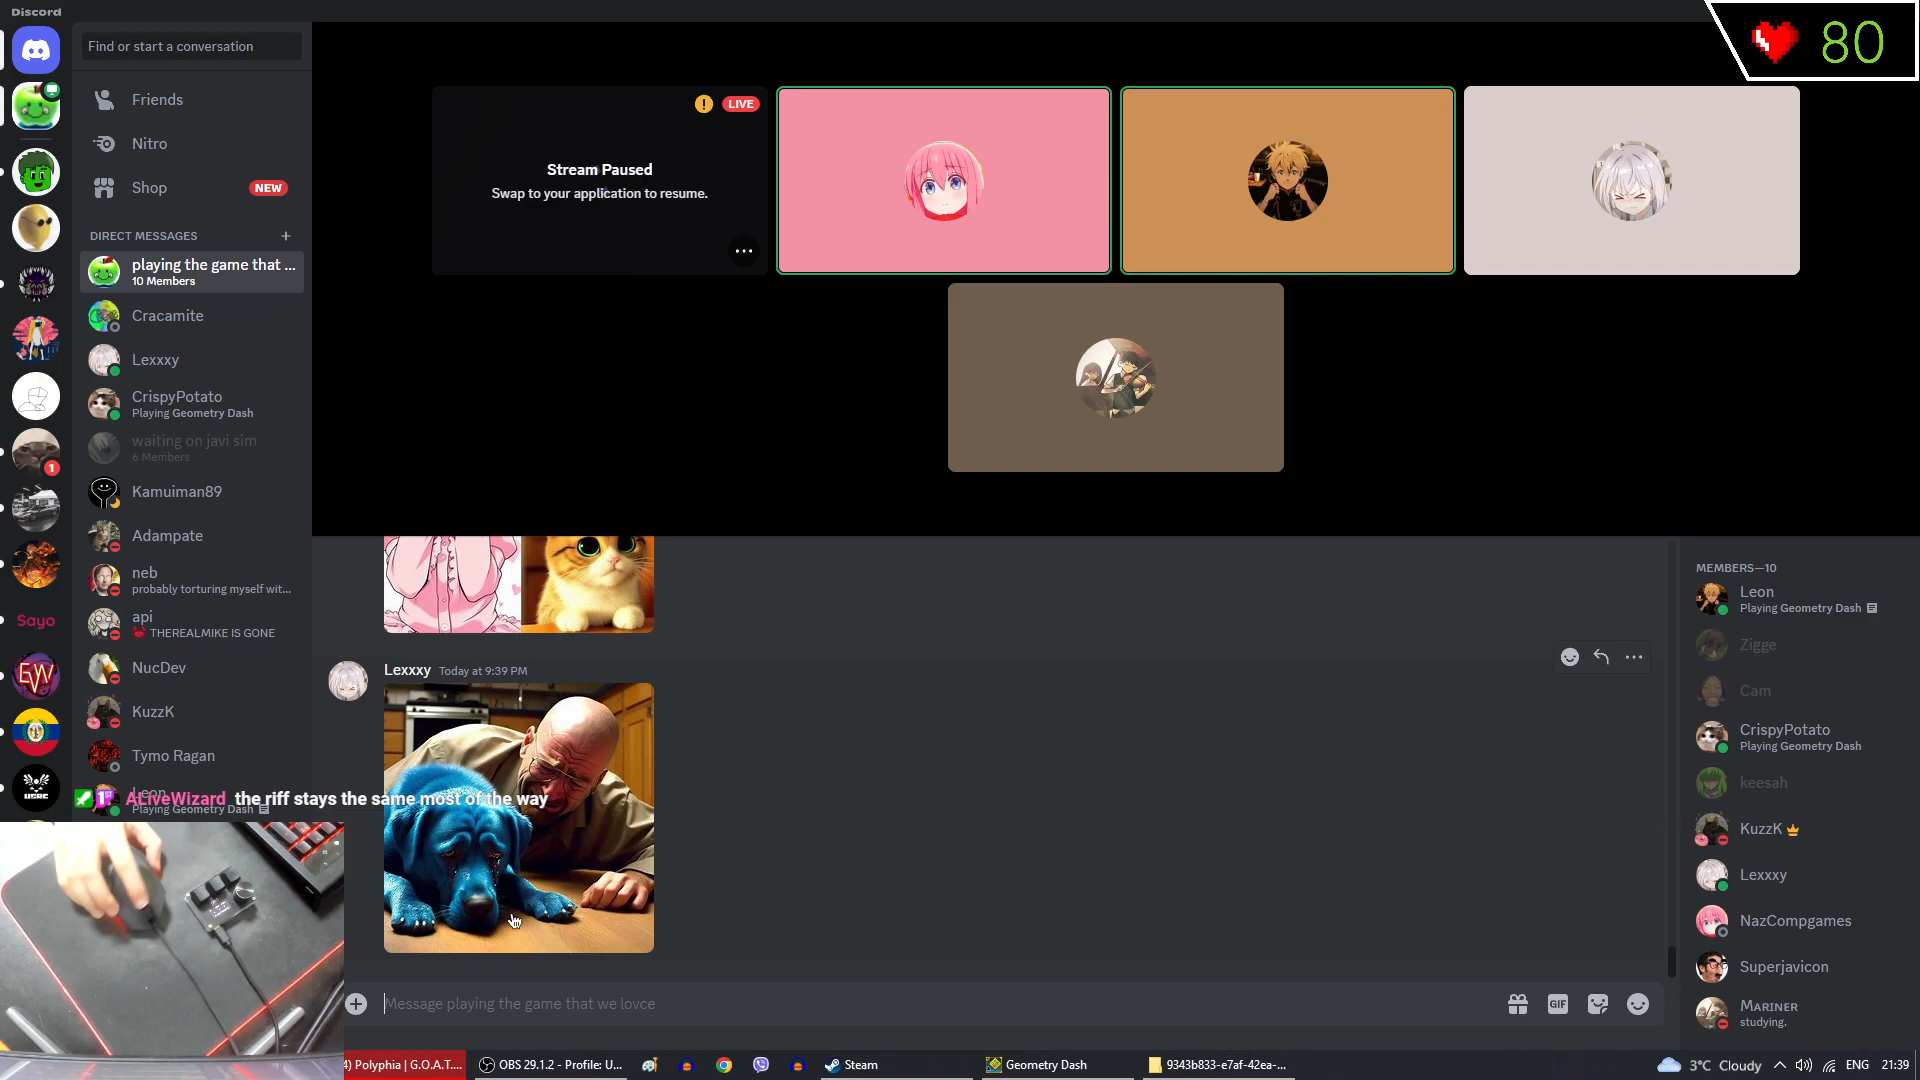 Discord
Find or start a conversation
Friends
Nitro
Shop
NEW
DIRECT MESSAGES
playing the game that ...
10 Members
Cracamite
Lexxxy
CrispyPotato
Playing Geometry Dash
waiting on javi sim
6 Members
Kamuiman89
Adampate
neb
probably torturing myself wit...
api
THEREALMIKE IS GONE
NucDev
KuzzK
Tymo Ragan
Leon
Playing Geometry Dash
1
Sayo
EW
1ST ALiveWizard the riff stays the same most of the way
80
LIVE
Stream Paused
Swap to your application to resume.
Lexxxy Today at 9:39 PM
Message playing the game that we lovce
GIF
MEMBERS—10
Leon
Playing Geometry Dash
Zigge
Cam
CrispyPotato
Playing Geometry Dash
keesah
KuzzK
Lexxxy
NazCompgames
Superjavicon
MARINER
studying.
4) Polyphia | G.O.A.T....
OBS 29.1.2 - Profile: U...
Steam
Geometry Dash
9343b833-e7af-42ea-...
3°C Cloudy
ENG
21:39